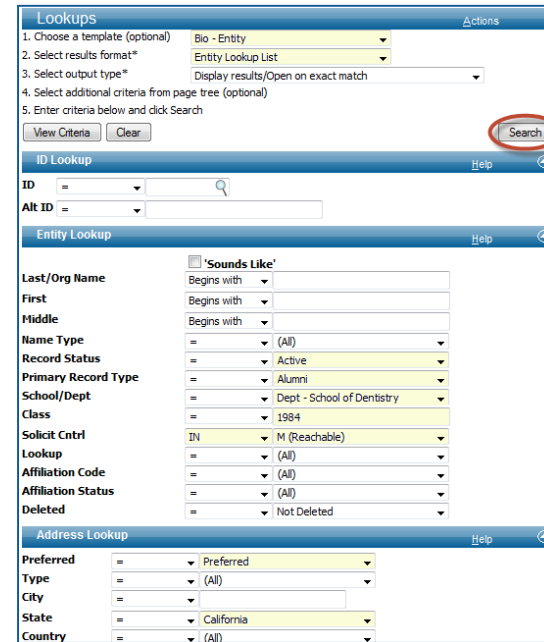 Lookups Actions
1. Choose a template (optional) Bio - Entity
2. Select results format* Entity Lookup List
3. Select output type* Display results/Open on exact match
4. Select additional criteria from page tree (optional)
5. Enter criteria below and click Search
View Criteria Clear Search
ID Lookup Help
ID =
Alt ID =
Entity Lookup Help
'Sounds Like'
Last/Org Name Begins with
First Begins with
Middle Begins with
Name Type = (All)
Record Status = Active
Primary Record Type = Alumni
School/Dept = Dept - School of Dentistry
Class = 1984
Solicit Cntrl IN M (Reachable)
Lookup = (All)
Affiliation Code = (All)
Affiliation Status = (All)
Deleted = Not Deleted
Address Lookup Help
Preferred = Preferred
Type = (All)
City =
State = California
Country = (All)